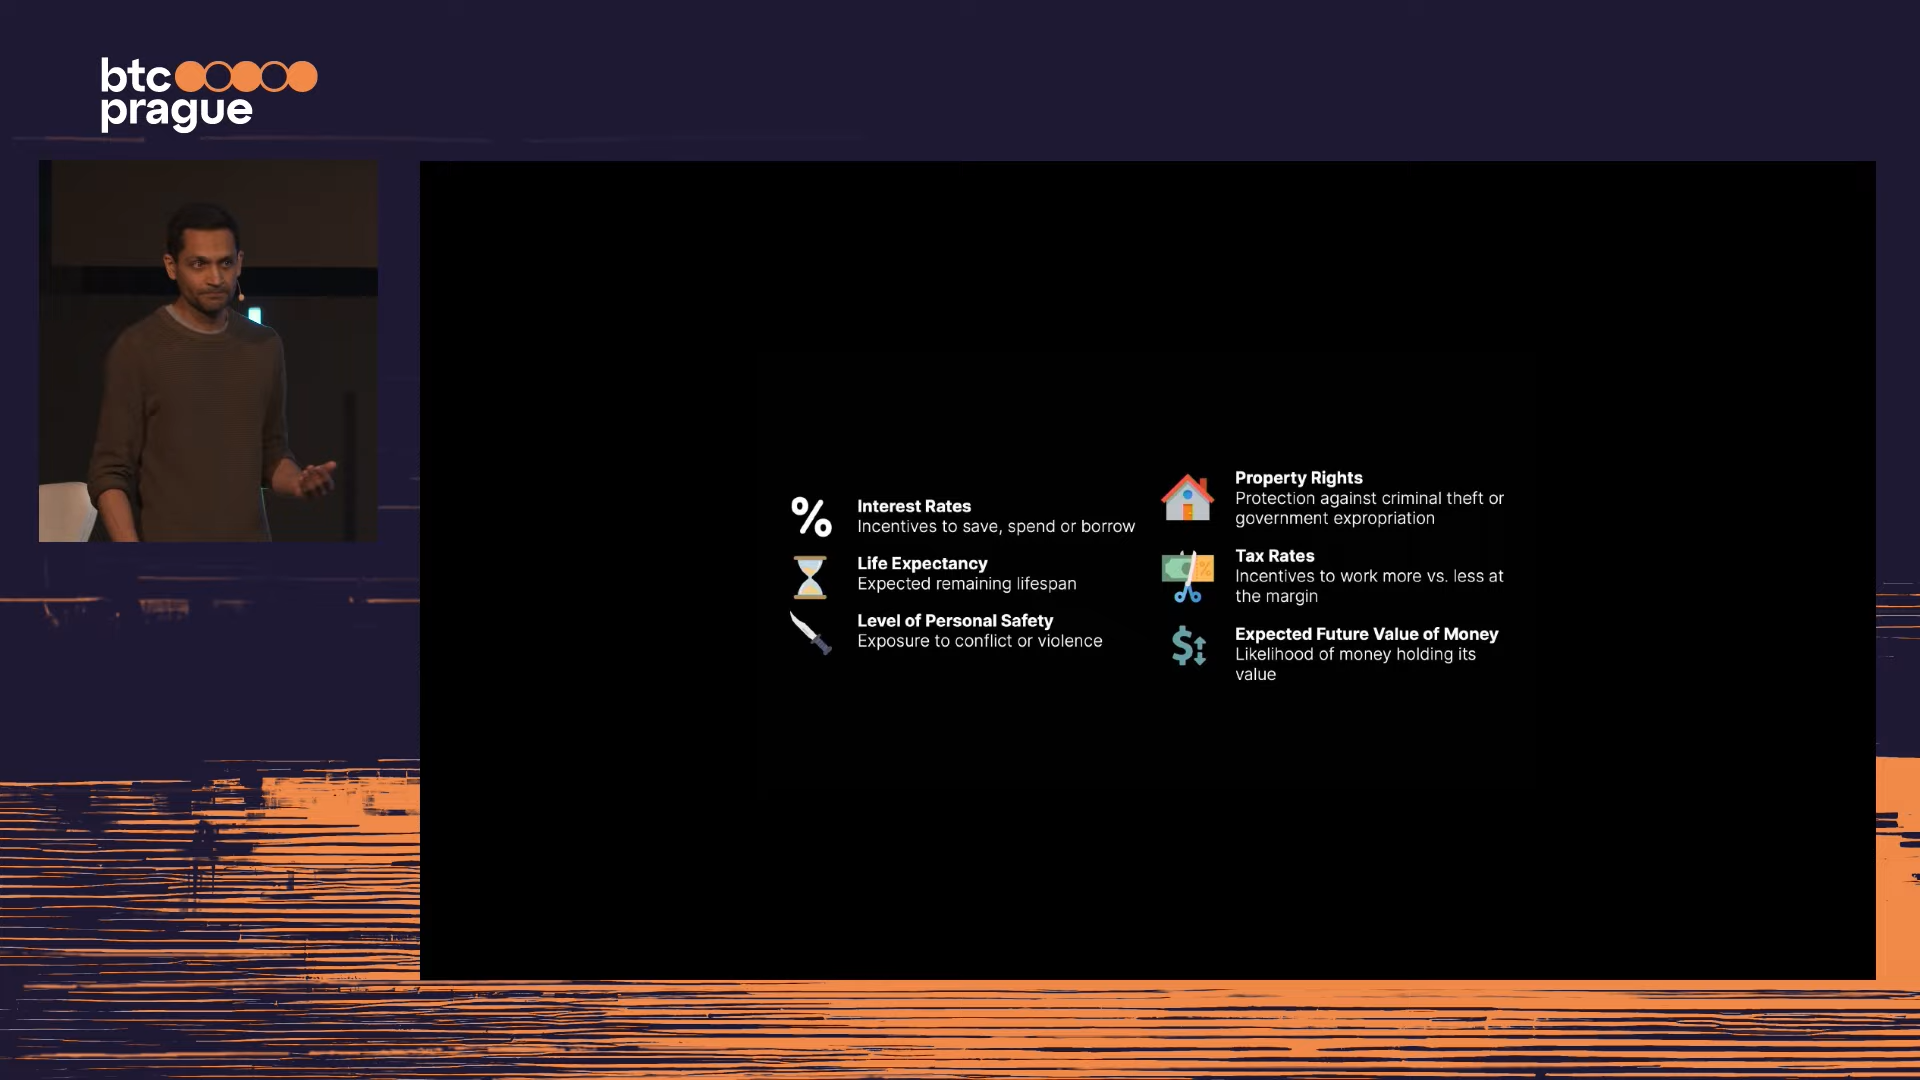 btc
prague
Interest Rates
Incentives to save, spend or borrow
Life Expectancy
Expected remaining lifespan
Level of Personal Safety
Exposure to conflict or violence
Property Rights
Protection against criminal theft or
government expropriation
Tax Rates
Incentives to work more vs. less at
the margin
Expected Future Value of Money
Likelihood of money holding its
value